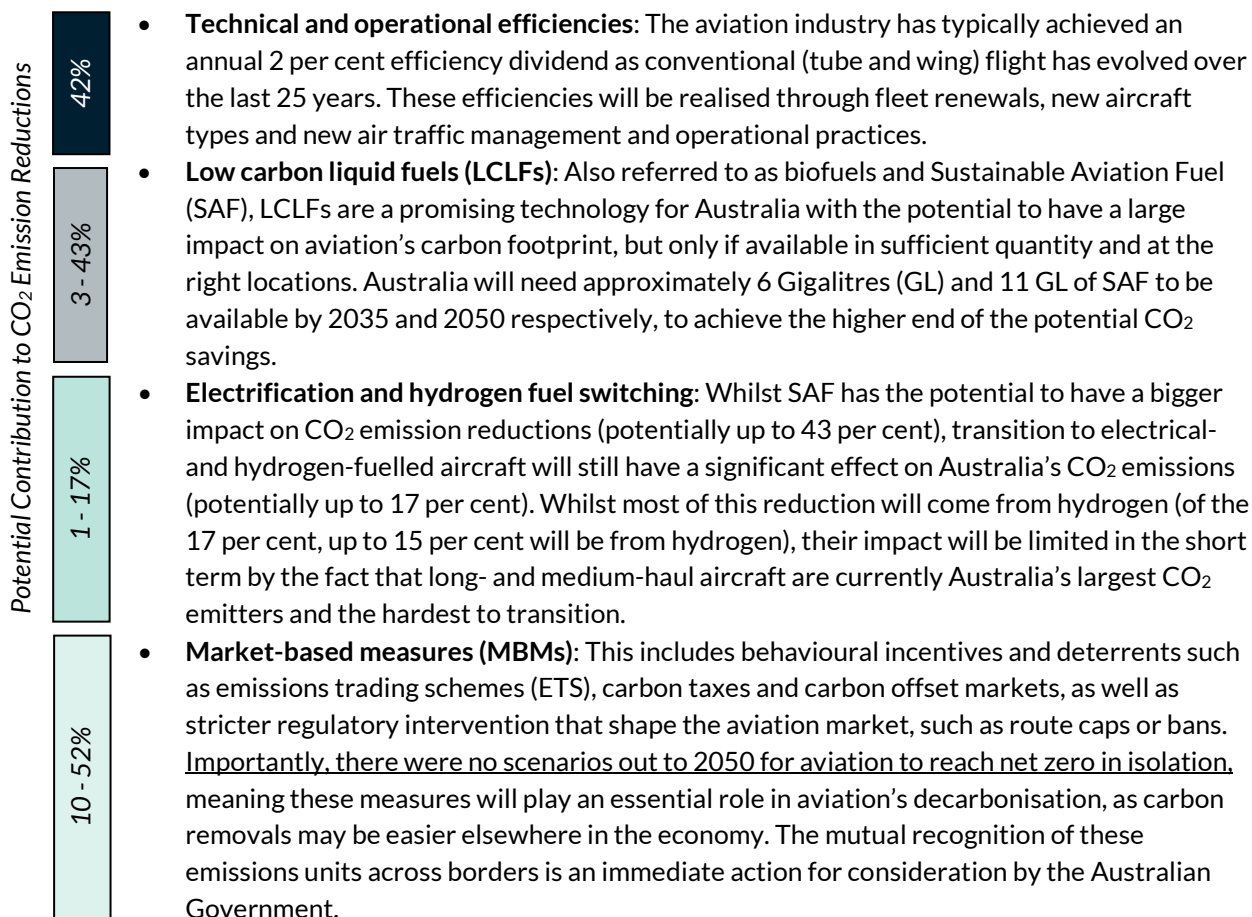 Potential Contribution to CO2 Emission Reductions
42%
• Technical and operational efficiencies: The aviation industry has typically achieved an
annual 2 per cent efficiency dividend as conventional (tube and wing) flight has evolved over
the last 25 years. These efficiencies will be realised through fleet renewals, new aircraft
types and new air traffic management and operational practices.
3 - 43%
• Low carbon liquid fuels (LCLFs): Also referred to as biofuels and Sustainable Aviation Fuel
(SAF), LCLFs are a promising technology for Australia with the potential to have a large
impact on aviation’s carbon footprint, but only if available in sufficient quantity and at the
right locations. Australia will need approximately 6 Gigalitres (GL) and 11 GL of SAF to be
available by 2035 and 2050 respectively, to achieve the higher end of the potential CO2
savings.
1 - 17%
• Electrification and hydrogen fuel switching: Whilst SAF has the potential to have a bigger
impact on CO2 emission reductions (potentially up to 43 per cent), transition to electrical-
and hydrogen-fuelled aircraft will still have a significant effect on Australia’s CO2 emissions
(potentially up to 17 per cent). Whilst most of this reduction will come from hydrogen (of the
17 per cent, up to 15 per cent will be from hydrogen), their impact will be limited in the short
term by the fact that long- and medium-haul aircraft are currently Australia’s largest CO2
emitters and the hardest to transition.
10 - 52%
• Market-based measures (MBMs): This includes behavioural incentives and deterrents such
as emissions trading schemes (ETS), carbon taxes and carbon offset markets, as well as
stricter regulatory intervention that shape the aviation market, such as route caps or bans.
Importantly, there were no scenarios out to 2050 for aviation to reach net zero in isolation,
meaning these measures will play an essential role in aviation’s decarbonisation, as carbon
removals may be easier elsewhere in the economy. The mutual recognition of these
emissions units across borders is an immediate action for consideration by the Australian
Government.